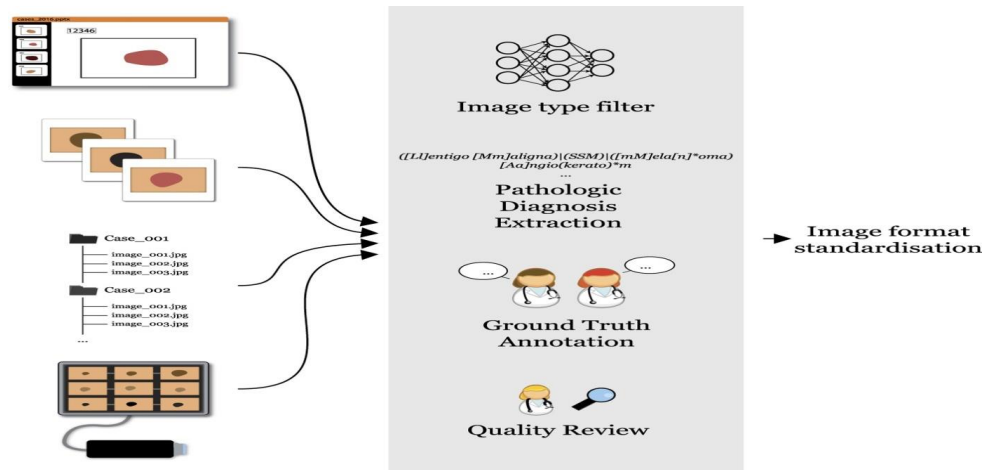 cases_2018.pptx
12346
Case_001
image_001.jpg
image_002.jpg
image_003.jpg
Case_002
image_001.jpg
image_002.jpg
image_003.jpg
...
Image type filter
([Ll]entigo [Mm]aligna)|(SSM)|([mM]ela[n]*oma)
[Aa]ngio(kerato)*m
...
Pathologic
Diagnosis
Extraction
...
...
Ground Truth
Annotation
Quality Review
Image format
standardisation